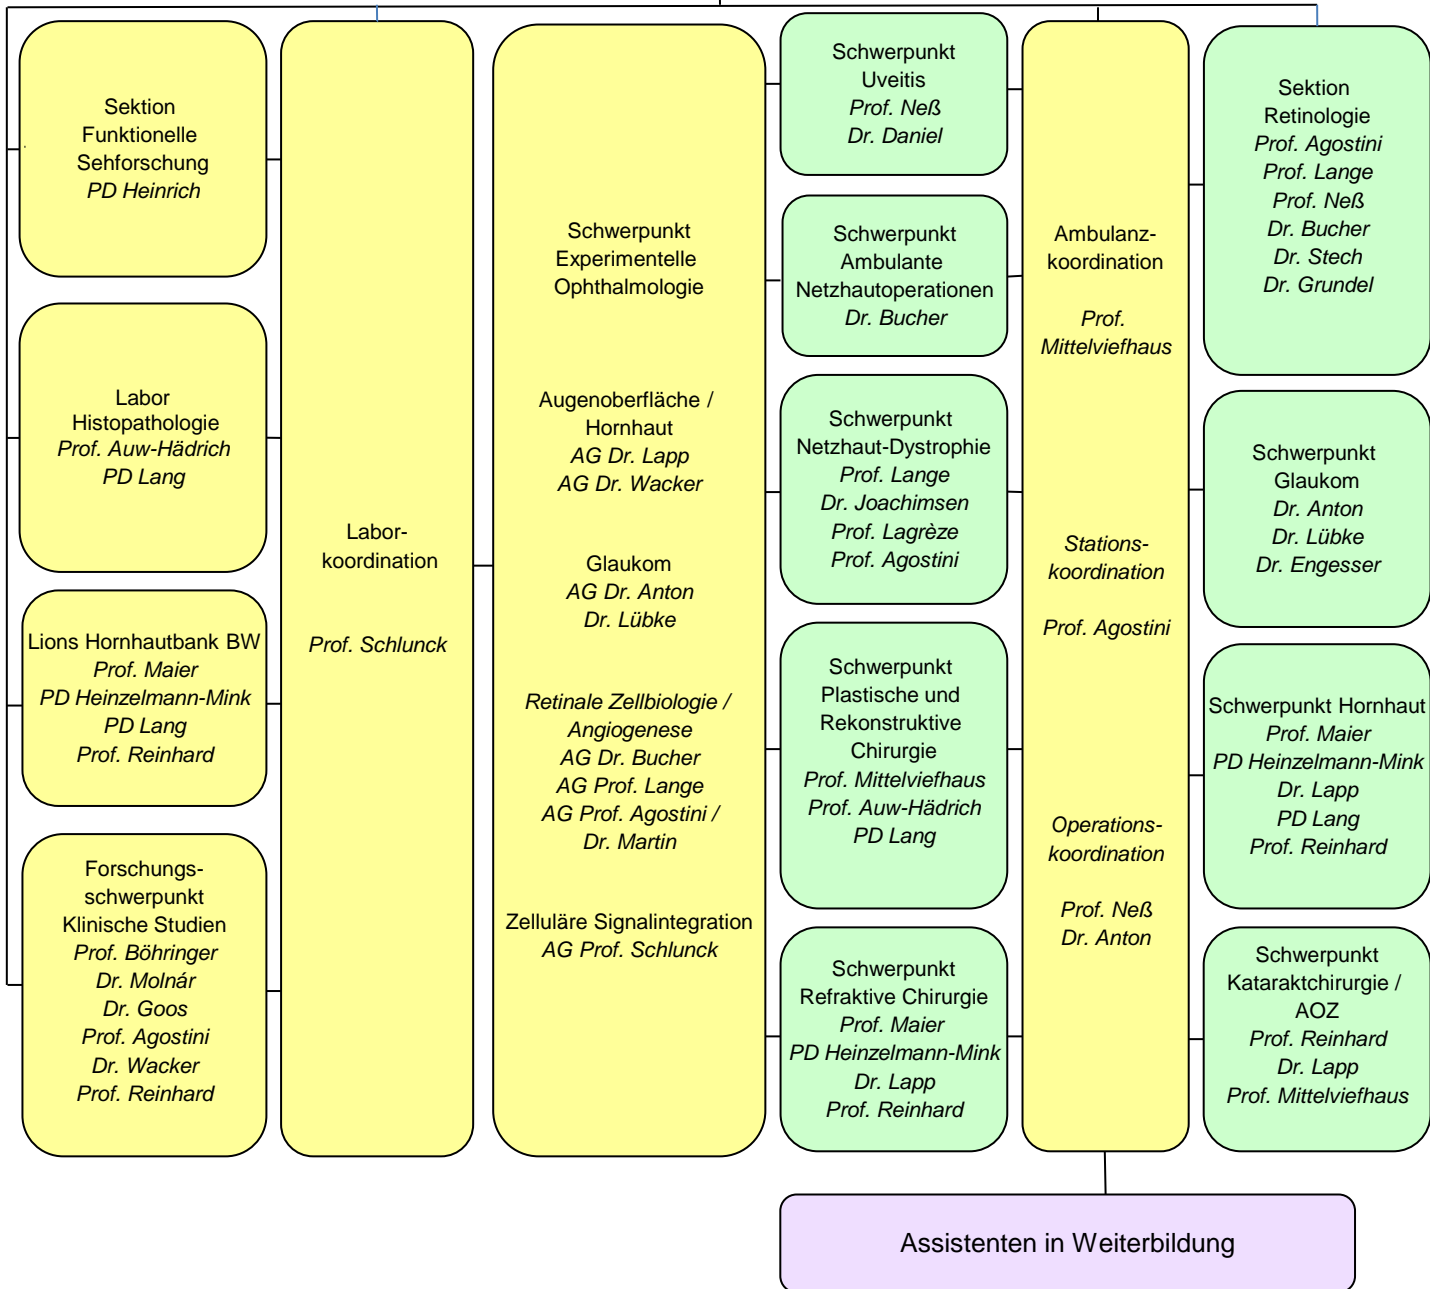 Sektion
Funktionelle
Sehforschung
PD Heinrich
Labor
Histopathologie
Prof. Auw-Hädrich
PD Lang
Lions Hornhautbank BW
Prof. Maier
PD Heinzelmann-Mink
PD Lang
Prof. Reinhard
Forschungs-
schwerpunkt
Klinische Studien
Prof. Böhringer
Dr. Molnár
Dr. Goos
Prof. Agostini
Dr. Wacker
Prof. Reinhard
Labor-
koordination
Prof. Schlunck
Schwerpunkt
Experimentelle
Ophthalmologie
Augenoberfläche /
Hornhaut
AG Dr. Lapp
AG Dr. Wacker
Glaukom
AG Dr. Anton
Dr. Lübke
Retinale Zellbiologie /
Angiogenese
AG Dr. Bucher
AG Prof. Lange
AG Prof. Agostini /
Dr. Martin
Zelluläre Signalintegration
AG Prof. Schlunck
Schwerpunkt
Uveitis
Prof. Neß
Dr. Daniel
Schwerpunkt
Ambulante
Netzhautoperationen
Dr. Bucher
Schwerpunkt
Netzhaut-Dystrophie
Prof. Lange
Dr. Joachimsen
Prof. Lagrèze
Prof. Agostini
Schwerpunkt
Plastische und
Rekonstruktive
Chirurgie
Prof. Mittelviefhaus
Prof. Auw-Hädrich
PD Lang
Schwerpunkt
Refraktive Chirurgie
Prof. Maier
PD Heinzelmann-Mink
Dr. Lapp
Prof. Reinhard
Ambulanz-
koordination
Prof.
Mittelviefhaus
Stations-
koordination
Prof. Agostini
Operations-
koordination
Prof. Neß
Dr. Anton
Sektion
Retinologie
Prof. Agostini
Prof. Lange
Prof. Neß
Dr. Bucher
Dr. Stech
Dr. Grundel
Schwerpunkt
Glaukom
Dr. Anton
Dr. Lübke
Dr. Engesser
Schwerpunkt Hornhaut
Prof. Maier
PD Heinzelmann-Mink
Dr. Lapp
PD Lang
Prof. Reinhard
Schwerpunkt
Kataraktchirurgie /
AOZ
Prof. Reinhard
Dr. Lapp
Prof. Mittelviefhaus
Assistenten in Weiterbildung